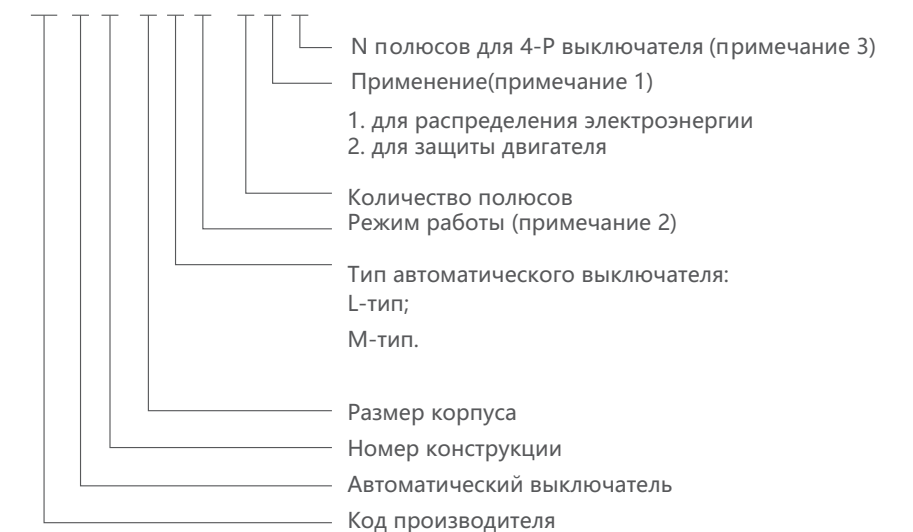 N полюсов для 4-Р выключателя (примечание 3)
Применение(примечание 1)
1. для распределения электроэнергии
2. для защиты двигателя
Количество полюсов
Режим работы (примечание 2)
Тип автоматического выключателя:
L-тип;
M-тип.
Размер корпуса
Номер конструкции
Автоматический выключатель
Код производителя